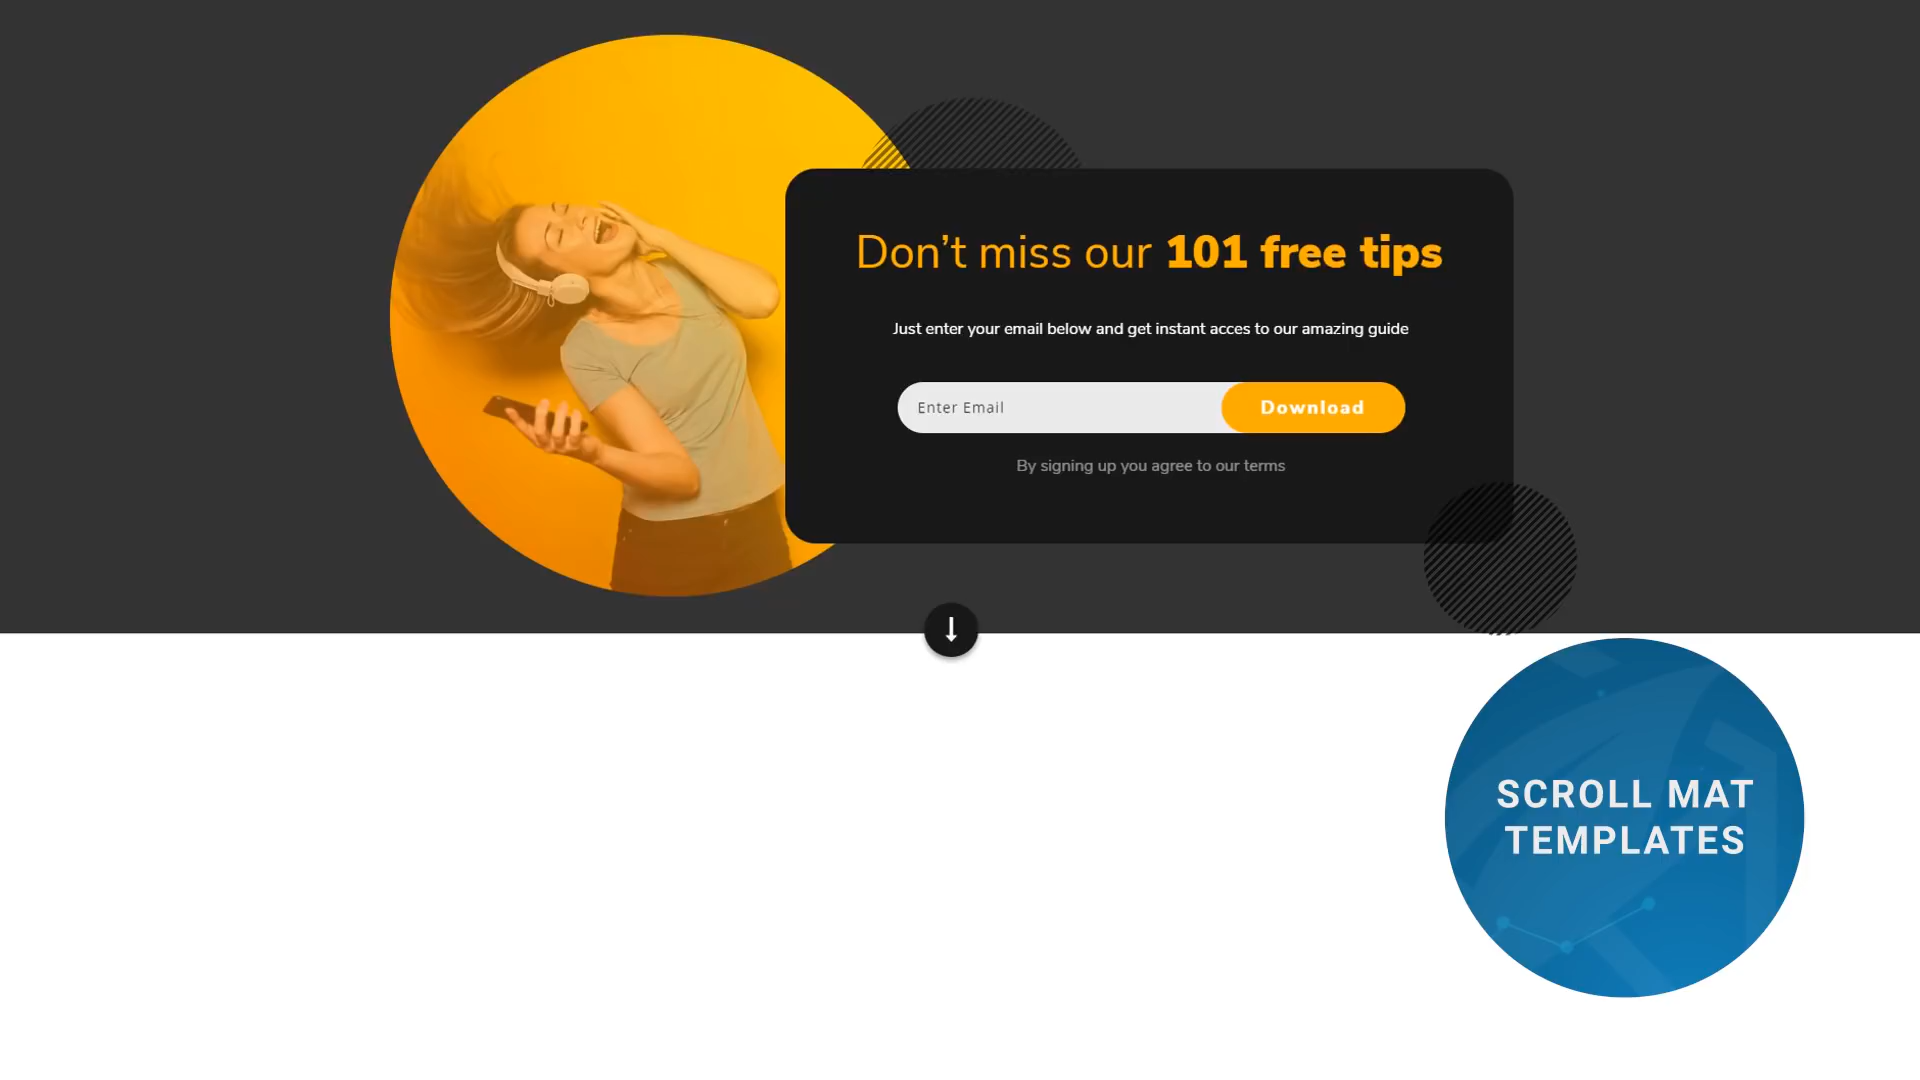 Don’t miss our 101 free tips
Just enter your email below and get instant acces to our amazing guide
Enter Email
Download
By signing up you agree to our terms
SCROLL MAT
TEMPLATES